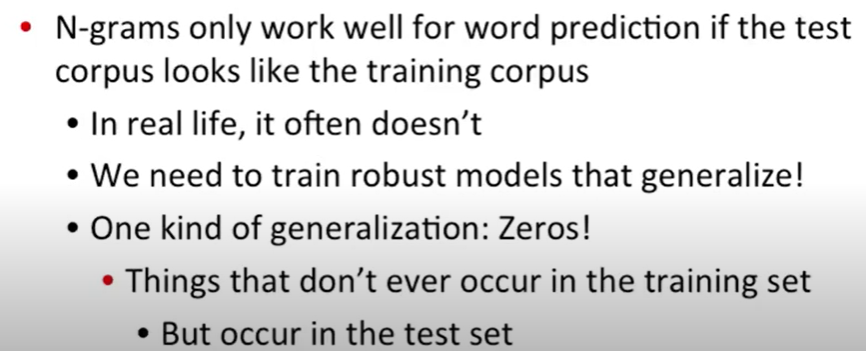 • N-grams only work well for word prediction if the test
corpus looks like the training corpus
• In real life, it often doesn't
• We need to train robust models that generalize!
• One kind of generalization: Zeros!
• Things that don't ever occur in the training set
• But occur in the test set